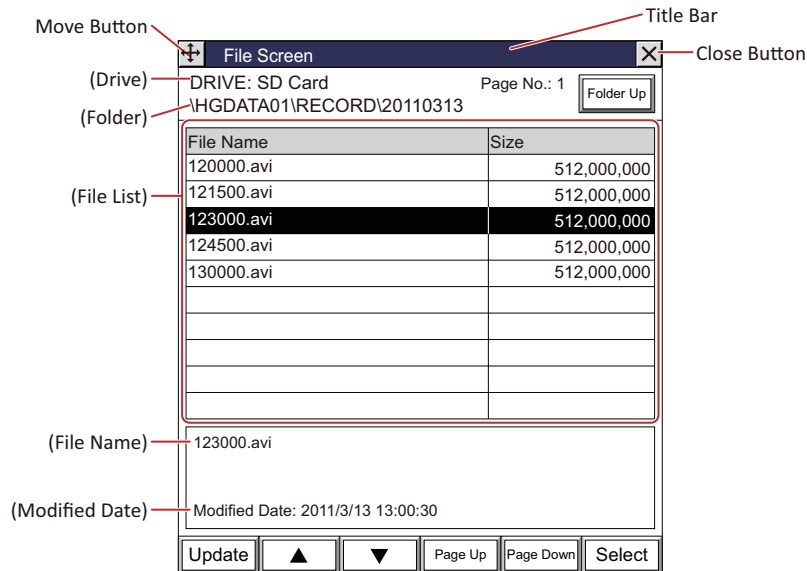 Title Bar
Move Button
File Screen
Close Button
(Drive)
DRIVE: SD Card
Page No.: 1
Folder Up
(Folder)
\HGDATA01\RECORD\20110313
File Name Size
120000.avi 512,000,000
(File List)
121500.avi 512,000,000
123000.avi 512,000,000
124500.avi 512,000,000
130000.avi 512,000,000
(File Name)
123000.avi
(Modified Date)
Modified Date: 2011/3/13 13:00:30
Update ▲ ▼ Page Up Page Down Select